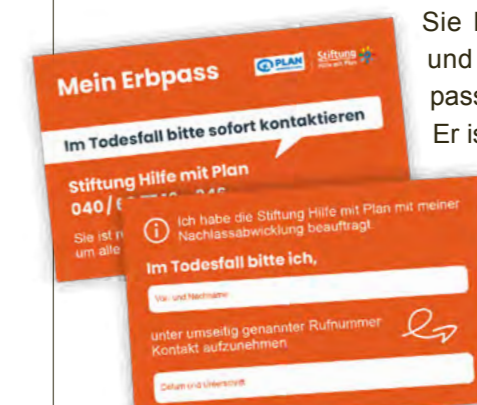 Sie
und
pass
Er is
Mein Erbpass
PLAN
Stiftung
Hilfe mit Plan
Im Todesfall bitte sofort kontaktieren
Stiftung Hilfe mit Plan
040 /
Sie ist
um alle
Ich habe die Stiftung Hilfe mit Plan mit meiner
Nachlassabwicklung beauftragt.
Im Todesfall bitte ich,
Vor- und Nachname
unter umseitig genannter Rufnummer
Kontakt aufzunehmen
Datum und Unterschrift